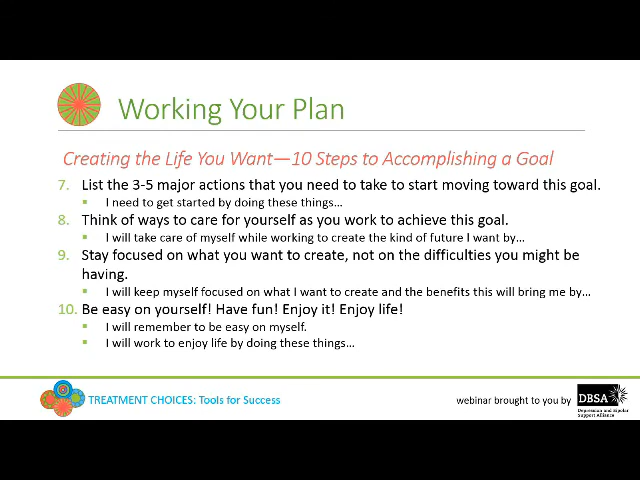 Working Your Plan
Creating the Life You Want—10 Steps to Accomplishing a Goal
7. List the 3-5 major actions that you need to take to start moving toward this goal.
▪ I need to get started by doing these things…
8. Think of ways to care for yourself as you work to achieve this goal.
▪ I will take care of myself while working to create the kind of future I want by…
9. Stay focused on what you want to create, not on the difficulties you might be
having.
▪ I will keep myself focused on what I want to create and the benefits this will bring me by…
10. Be easy on yourself! Have fun! Enjoy it! Enjoy life!
▪ I will remember to be easy on myself.
▪ I will work to enjoy life by doing these things…
TREATMENT CHOICES: Tools for Success
webinar brought to you by
DBSA
Depression and Bipolar
Support Alliance